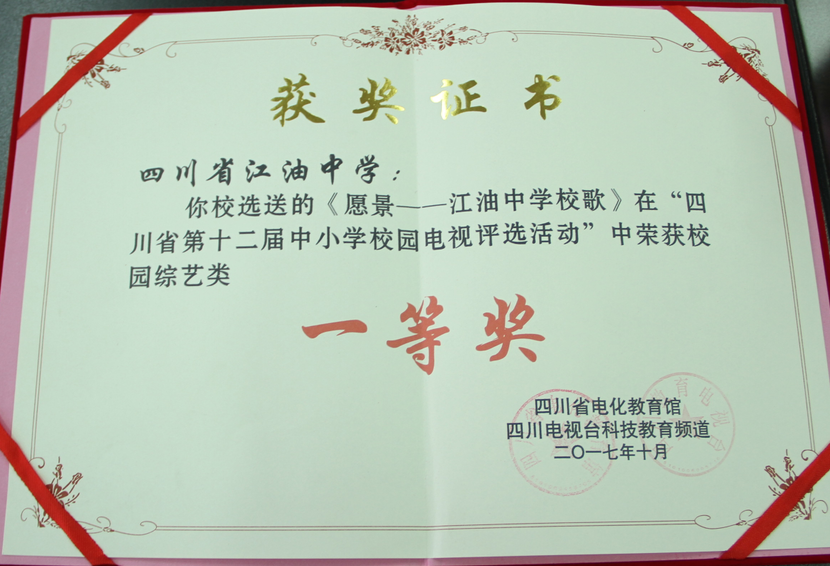 获奖证书
四川省江油中学：
你校选送的《愿景——江油中学校歌》在“四
川省第十二届中小学校园电视评选活动”中荣获校
园综艺类
一等奖
四川省电化教育馆
四川电视台科技教育频道
二〇一七年十月